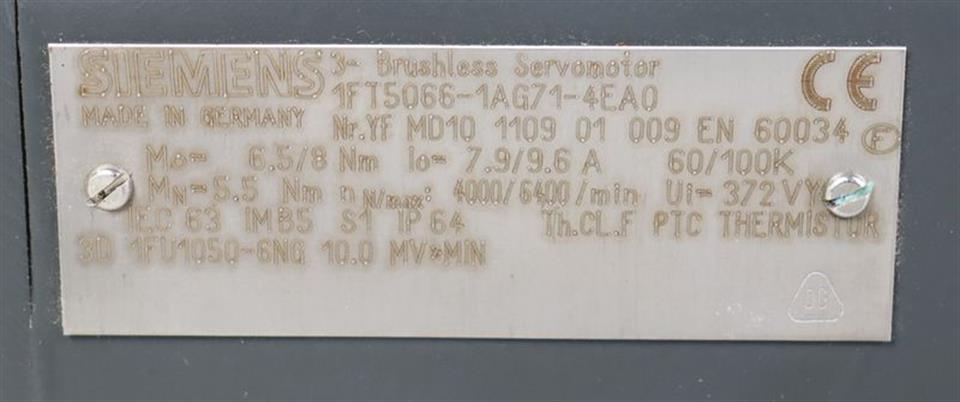 SIEMENS 3~ Brushless Servomotor CE
1FT5066-1AG71-4EA0
MADE IN GERMANY Nr.YF MD10 1109 01 009 EN 60034 F
Mo= 6.5/8 Nm Io= 7.9/9.6 A 60/100K
MN=5.5 Nm n N/max: 4000/6400/min Ui= 372 VY
IEC 63 IMB5 S1 IP 64 Th.CL.F PTC THERMISTOR
3D 1FU1050-6NG 10.0 MV*MIN